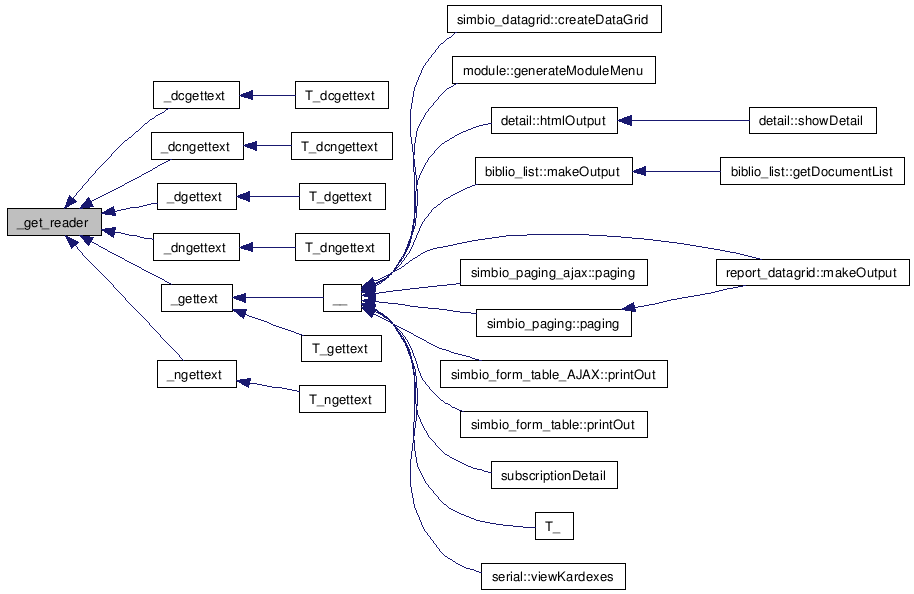 simbio_datagrid::createDataGrid
module::generateModuleMenu
_dcgettext
T_dcgettext
detail::htmlOutput
detail::showDetail
_dcngettext
T_dcngettext
biblio_list::makeOutput
biblio_list::getDocumentList
_dgettext
T_dgettext
_get_reader
_dngettext
T_dngettext
simbio_paging_ajax::paging
report_datagrid::makeOutput
_gettext
__
simbio_paging::paging
T_gettext
_ngettext
simbio_form_table_AJAX::printOut
T_ngettext
simbio_form_table::printOut
subscriptionDetail
T_
serial::viewKardexes